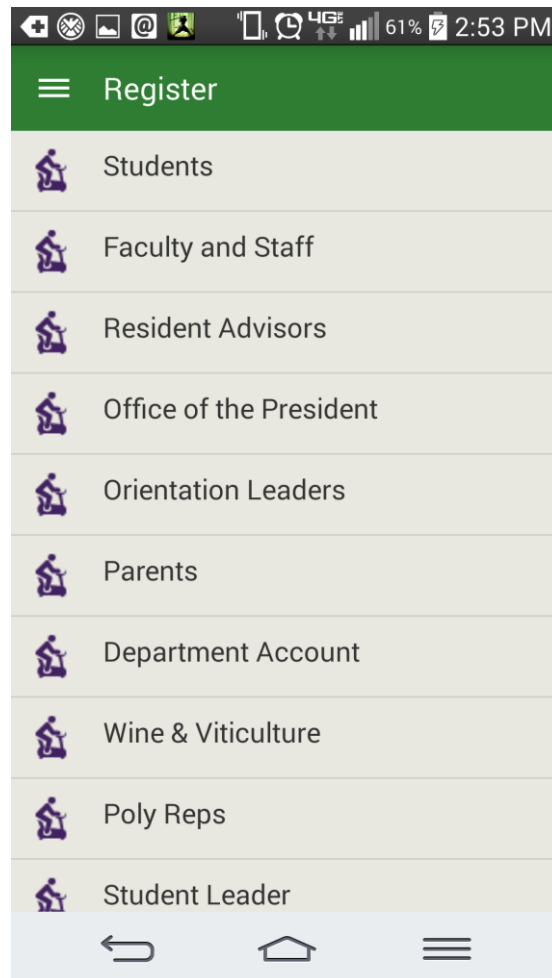 4GE 61% 2:53 PM
Register
Students
Faculty and Staff
Resident Advisors
Office of the President
Orientation Leaders
Parents
Department Account
Wine & Viticulture
Poly Reps
Student Leader